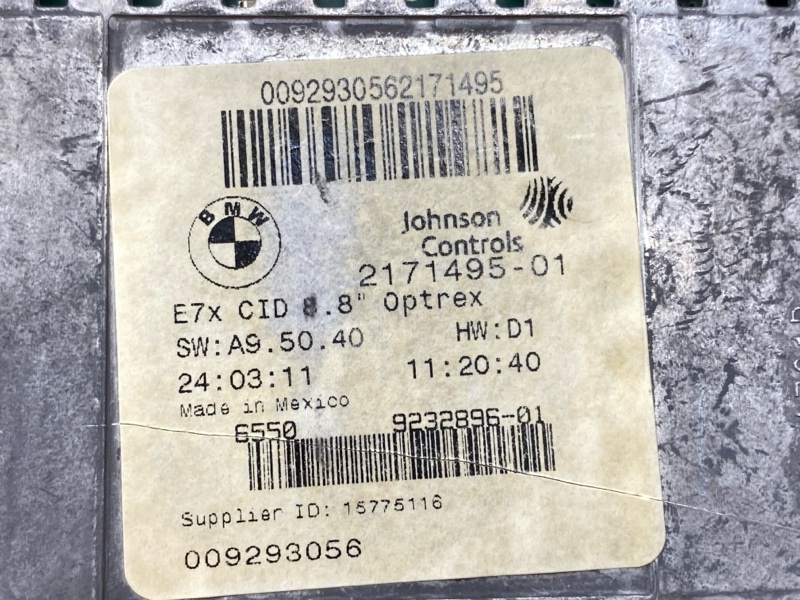 0092930562171495
BMW
Johnson
Controls
2171495-01
E7x CID 8.8" Optrex
SW:A9.50.40 HW:D1
24:03:11 11:20:40
Made in Mexico
6550 9232896-01
Supplier ID: 15775116
009293056